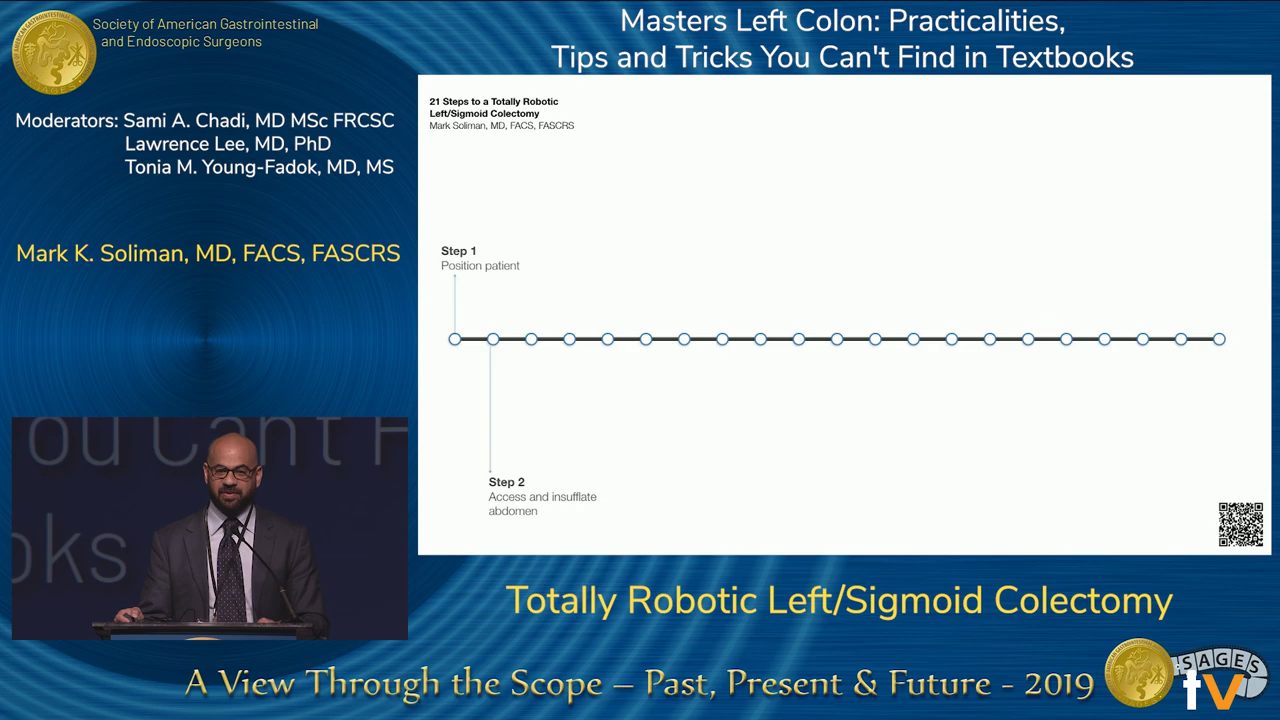 Society of American Gastrointestinal
and Endoscopic Surgeons
Masters Left Colon: Practicalities,
Tips and Tricks You Can't Find in Textbooks
Moderators: Sami A. Chadi, MD MSc FRCSC
Lawrence Lee, MD, PhD
Tonia M. Young-Fadok, MD, MS
Mark K. Soliman, MD, FACS, FASCRS
21 Steps to a Totally Robotic
Left/Sigmoid Colectomy
Mark Soliman, MD, FACS, FASCRS
Step 1
Position patient
Step 2
Access and insufflate
abdomen
ou Can't F
oks
Totally Robotic Left/Sigmoid Colectomy
A View Through the Scope – Past, Present & Future - 2019
SAGES
tv